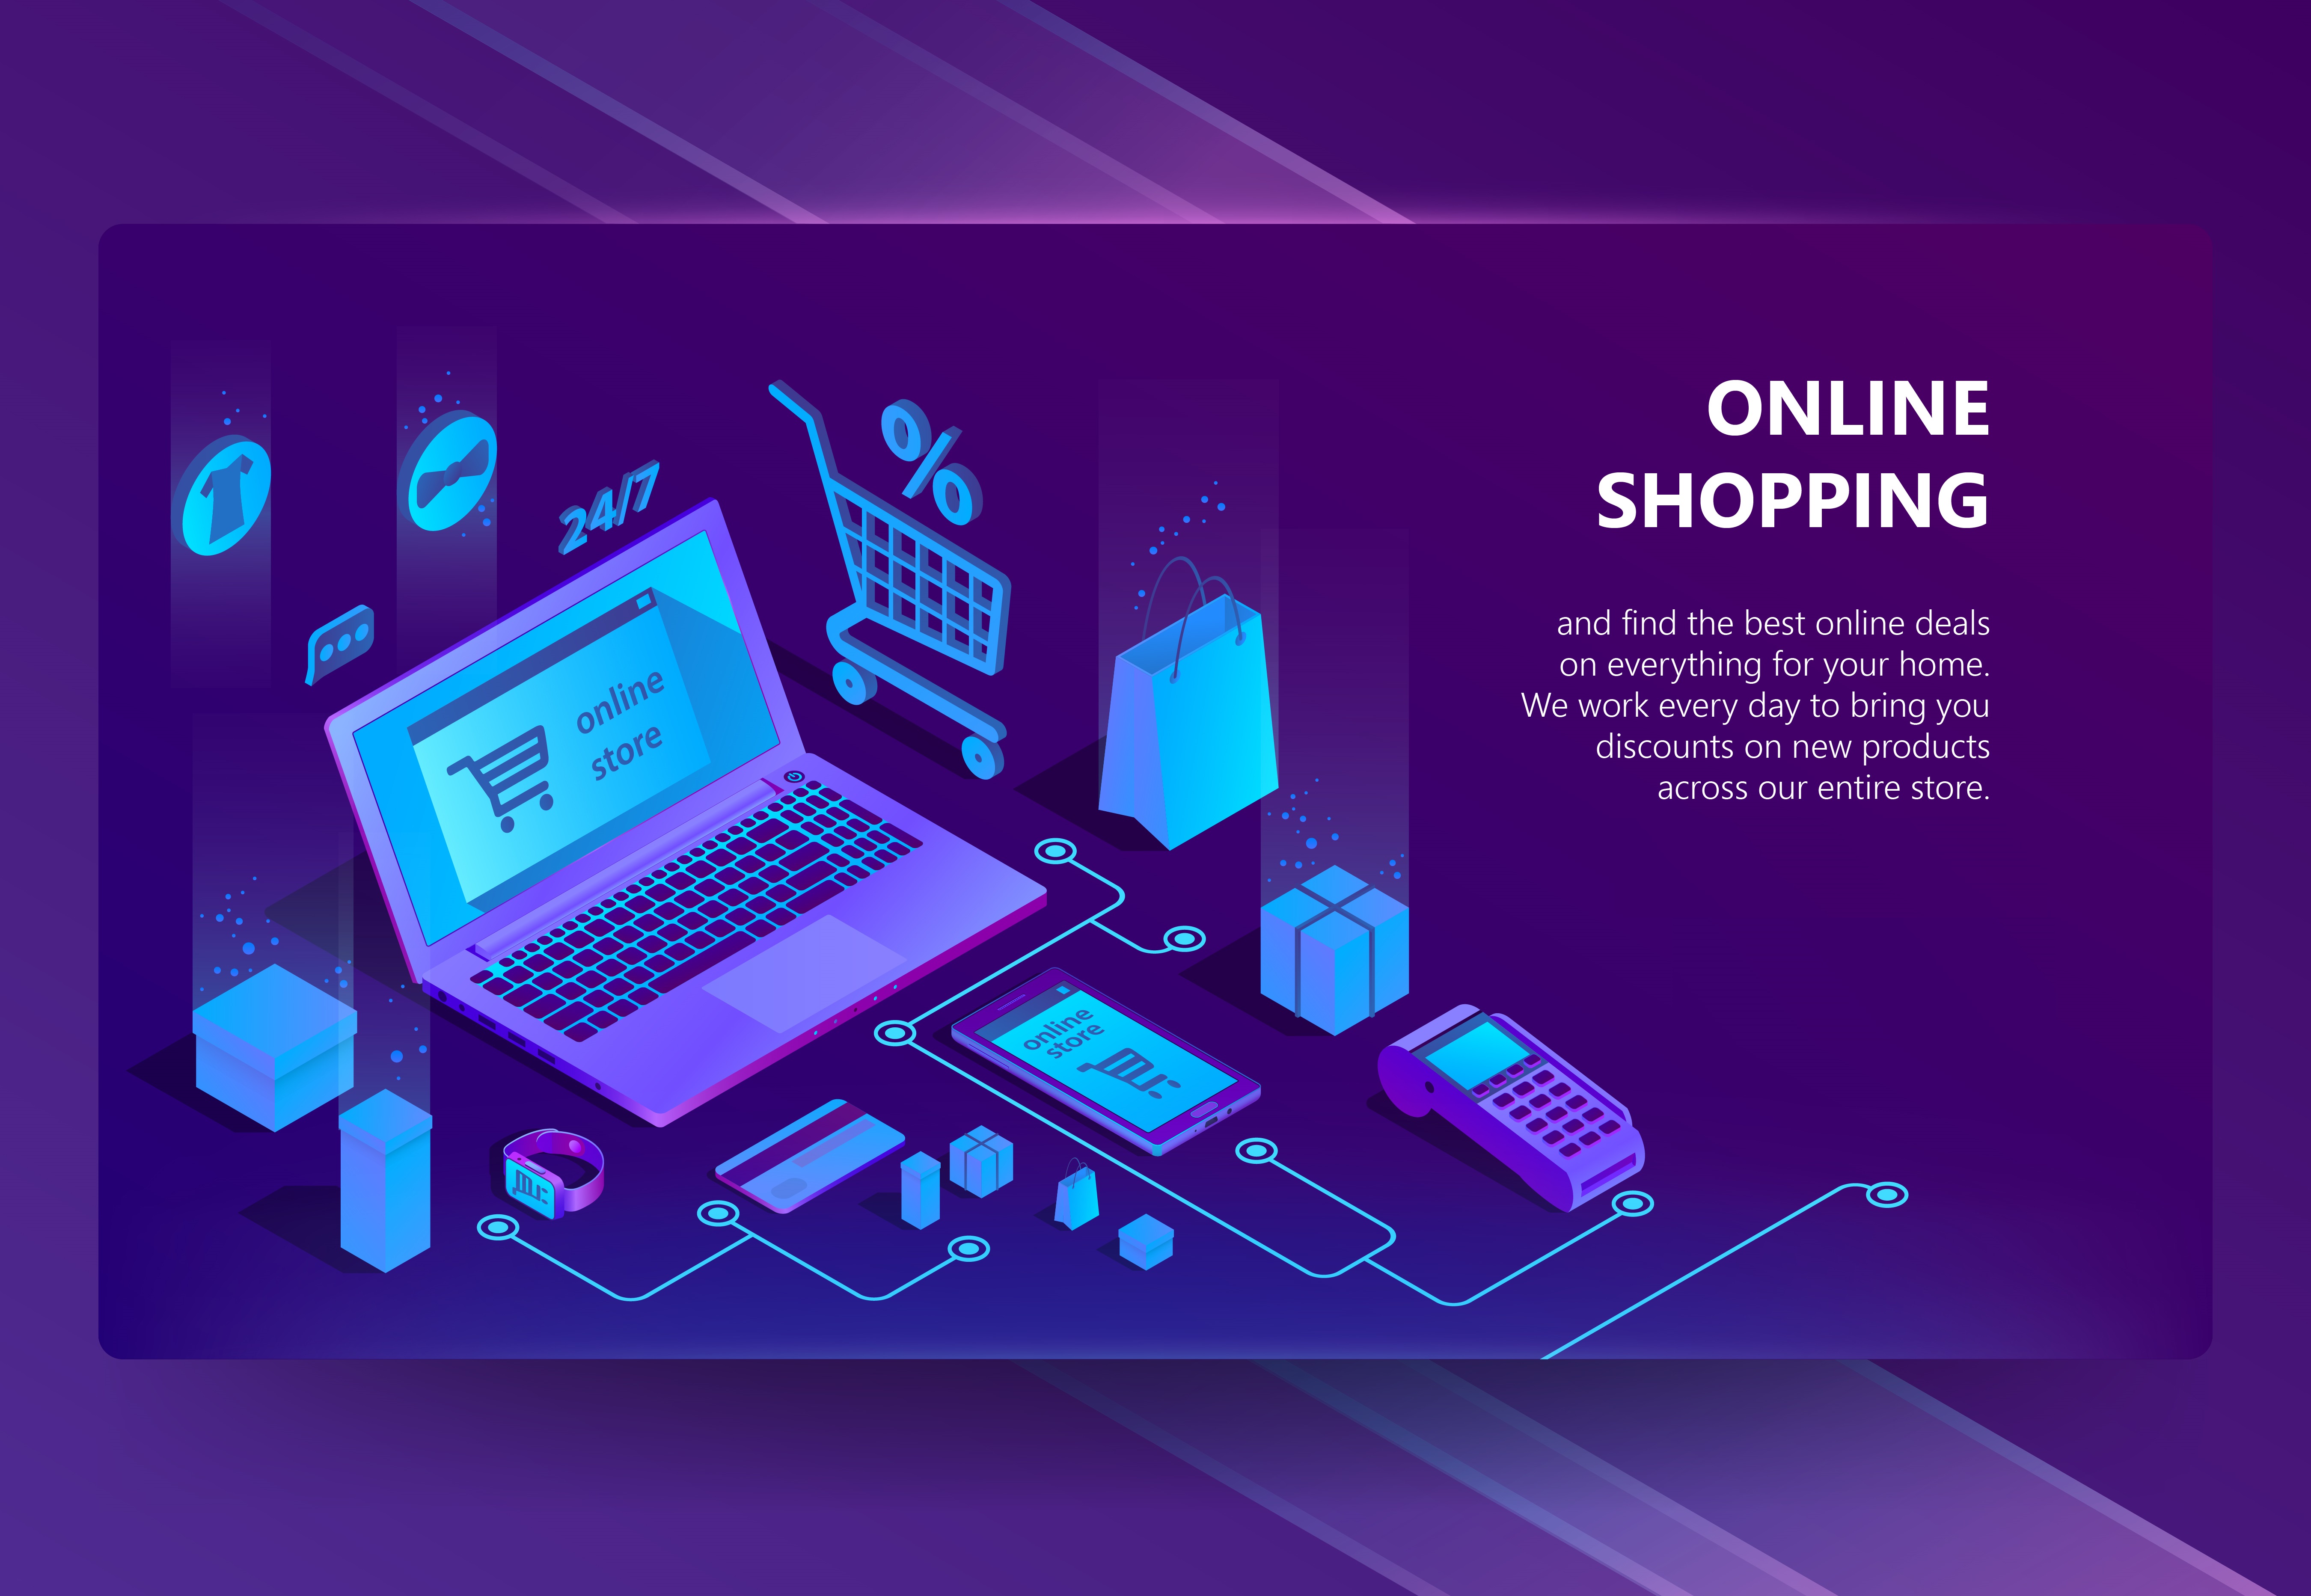 ONLINE
SHOPPING
and find the best online deals
on everything for your home.
We work every day to bring you
discounts on new products
across our entire store.
24/7
%
online
store
online
store